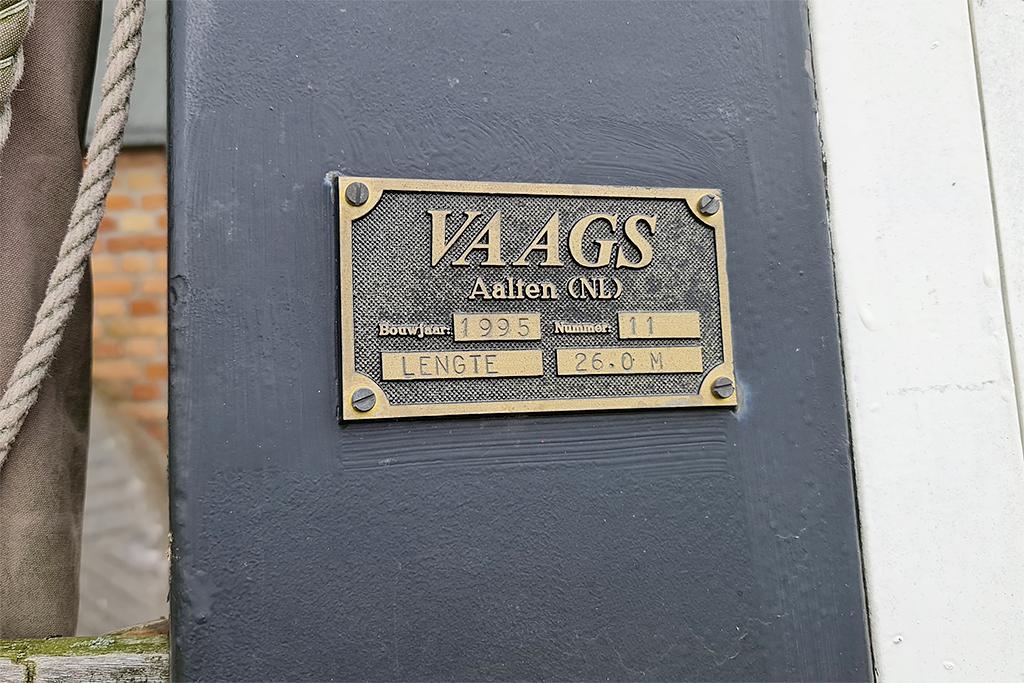 VAAGS
Aalten (NL)
Bouwjaar: 1995 Nummer: 11
LENGTE 26.0 M